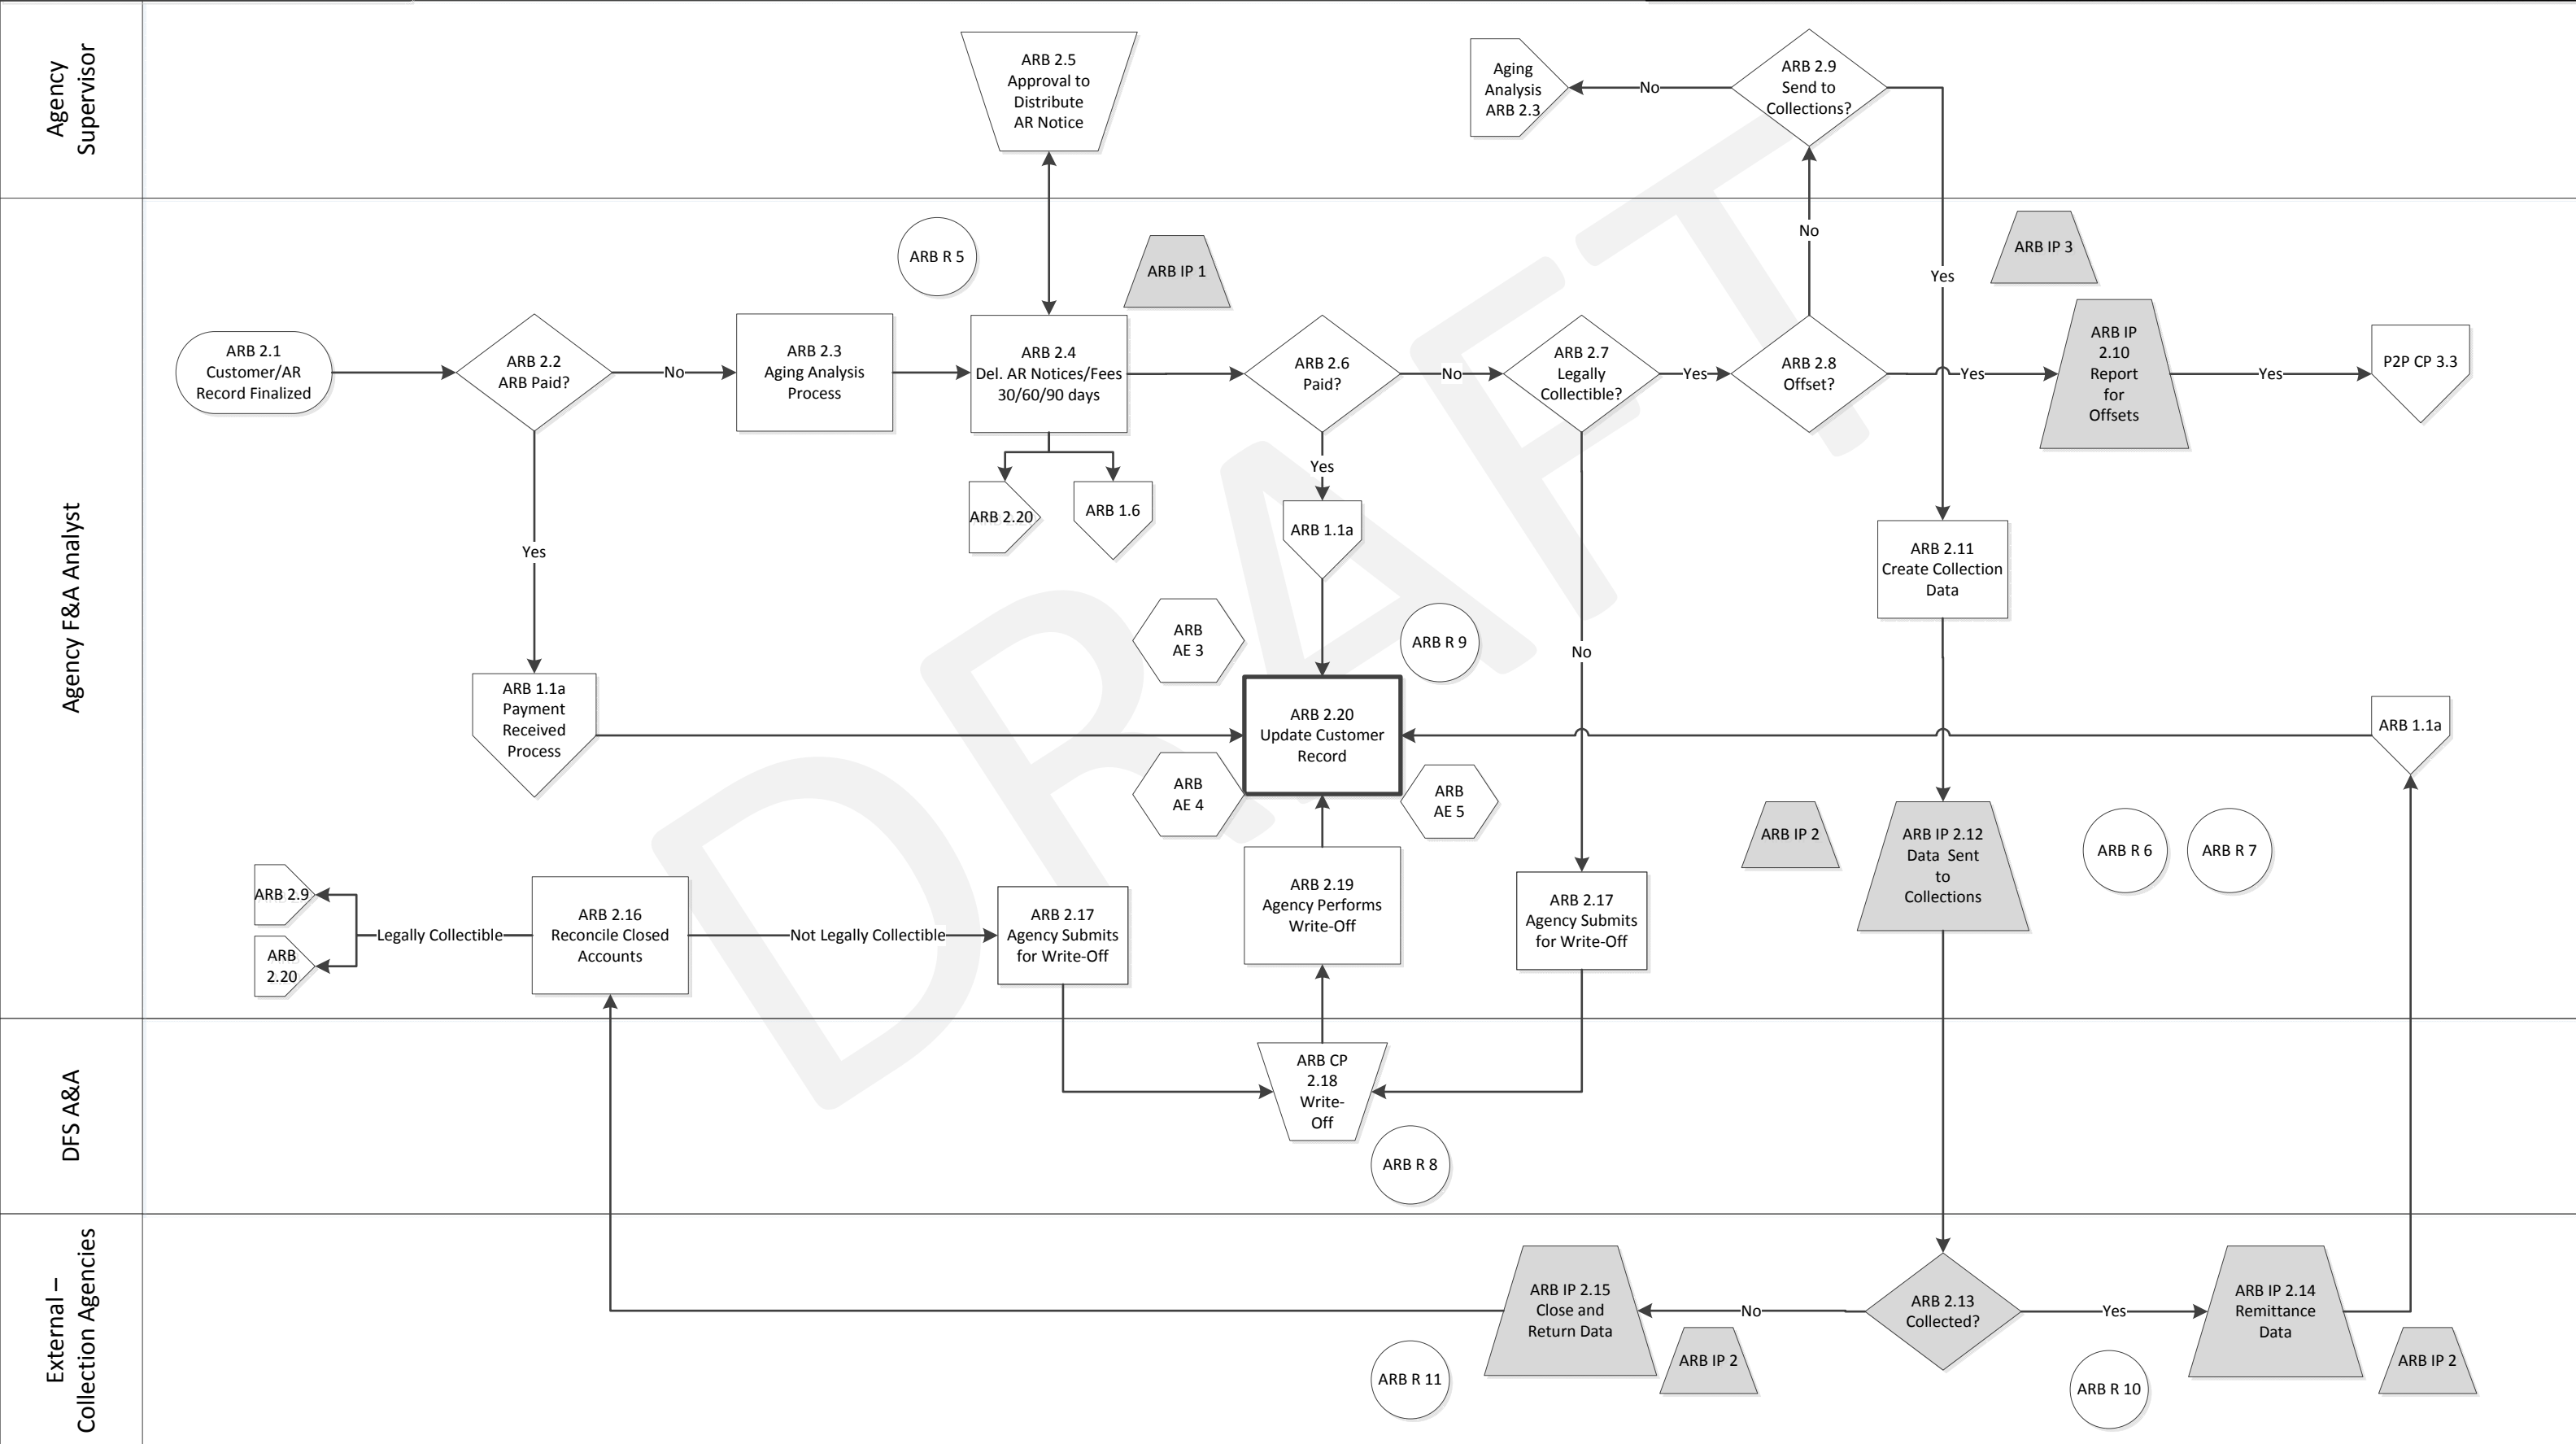 Agency
Supervisor
ARB 2.5
Approval to
Distribute
AR Notice
Aging
Analysis
ARB 2.3
No
ARB 2.9
Send to
Collections?
Agency F&A Analyst
ARB R 5
ARB IP 1
No
Yes
ARB IP 3
ARB 2.1
Customer/AR
Record Finalized
ARB 2.2
ARB Paid?
No
ARB 2.3
Aging Analysis
Process
ARB 2.4
Del. AR Notices/Fees
30/60/90 days
ARB 2.6
Paid?
No
ARB 2.7
Legally
Collectible?
Yes
ARB 2.8
Offset?
Yes
ARB IP
2.10
Report
for
Offsets
Yes
P2P CP 3.3
Yes
ARB 2.20
ARB 1.6
Yes
ARB 1.1a
ARB 2.11
Create Collection
Data
ARB
AE 3
ARB R 9
No
ARB 1.1a
Payment
Received
Process
ARB 2.20
Update Customer
Record
ARB 1.1a
ARB
AE 4
ARB
AE 5
ARB IP 2
ARB IP 2.12
Data Sent
to
Collections
ARB R 6
ARB R 7
ARB 2.9
ARB
2.20
Legally Collectible
ARB 2.16
Reconcile Closed
Accounts
Not Legally Collectible
ARB 2.17
Agency Submits
for Write-Off
ARB 2.19
Agency Performs
Write-Off
ARB 2.17
Agency Submits
for Write-Off
DRAFT
DFS A&A
ARB CP
2.18
Write-
Off
ARB R 8
External –
Collection Agencies
ARB IP 2.15
Close and
Return Data
No
ARB 2.13
Collected?
Yes
ARB IP 2.14
Remittance
Data
ARB R 11
ARB IP 2
ARB R 10
ARB IP 2